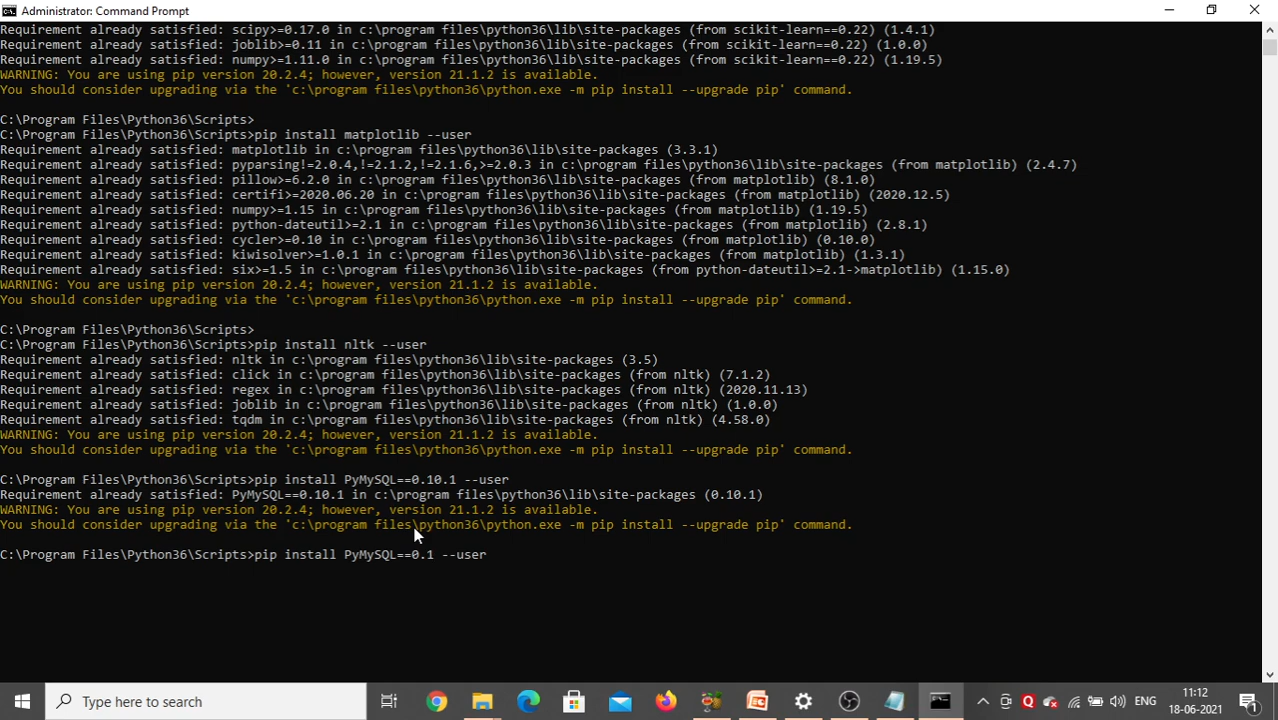 Administrator: Command Prompt
Requirement already satisfied: scipy>=0.17.0 in c:\program files\python36\lib\site-packages (from scikit-learn==0.22) (1.4.1)
Requirement already satisfied: joblib>=0.11 in c:\program files\python36\lib\site-packages (from scikit-learn==0.22) (1.0.0)
Requirement already satisfied: numpy>=1.11.0 in c:\program files\python36\lib\site-packages (from scikit-learn==0.22) (1.19.5)
WARNING: You are using pip version 20.2.4; however, version 21.1.2 is available.
You should consider upgrading via the 'c:\program files\python36\python.exe -m pip install --upgrade pip' command.
C:\Program Files\Python36\Scripts>
C:\Program Files\Python36\Scripts>pip install matplotlib --user
Requirement already satisfied: matplotlib in c:\program files\python36\lib\site-packages (3.3.1)
Requirement already satisfied: pyparsing!=2.0.4,!=2.1.2,!=2.1.6,>=2.0.3 in c:\program files\python36\lib\site-packages (from matplotlib) (2.4.7)
Requirement already satisfied: pillow>=6.2.0 in c:\program files\python36\lib\site-packages (from matplotlib) (8.1.0)
Requirement already satisfied: certifi>=2020.06.20 in c:\program files\python36\lib\site-packages (from matplotlib) (2020.12.5)
Requirement already satisfied: numpy>=1.15 in c:\program files\python36\lib\site-packages (from matplotlib) (1.19.5)
Requirement already satisfied: python-dateutil>=2.1 in c:\program files\python36\lib\site-packages (from matplotlib) (2.8.1)
Requirement already satisfied: cycler>=0.10 in c:\program files\python36\lib\site-packages (from matplotlib) (0.10.0)
Requirement already satisfied: kiwisolver>=1.0.1 in c:\program files\python36\lib\site-packages (from matplotlib) (1.3.1)
Requirement already satisfied: six>=1.5 in c:\program files\python36\lib\site-packages (from python-dateutil>=2.1->matplotlib) (1.15.0)
WARNING: You are using pip version 20.2.4; however, version 21.1.2 is available.
You should consider upgrading via the 'c:\program files\python36\python.exe -m pip install --upgrade pip' command.
C:\Program Files\Python36\Scripts>
C:\Program Files\Python36\Scripts>pip install nltk --user
Requirement already satisfied: nltk in c:\program files\python36\lib\site-packages (3.5)
Requirement already satisfied: click in c:\program files\python36\lib\site-packages (from nltk) (7.1.2)
Requirement already satisfied: regex in c:\program files\python36\lib\site-packages (from nltk) (2020.11.13)
Requirement already satisfied: joblib in c:\program files\python36\lib\site-packages (from nltk) (1.0.0)
Requirement already satisfied: tqdm in c:\program files\python36\lib\site-packages (from nltk) (4.58.0)
WARNING: You are using pip version 20.2.4; however, version 21.1.2 is available.
You should consider upgrading via the 'c:\program files\python36\python.exe -m pip install --upgrade pip' command.
C:\Program Files\Python36\Scripts>pip install PyMySQL==0.10.1 --user
Requirement already satisfied: PyMySQL==0.10.1 in c:\program files\python36\lib\site-packages (0.10.1)
WARNING: You are using pip version 20.2.4; however, version 21.1.2 is available.
You should consider upgrading via the 'c:\program files\python36\python.exe -m pip install --upgrade pip' command.
C:\Program Files\Python36\Scripts>pip install PyMySQL==0.1 --user
Type here to search
ENG
11:12
18-06-2021
1